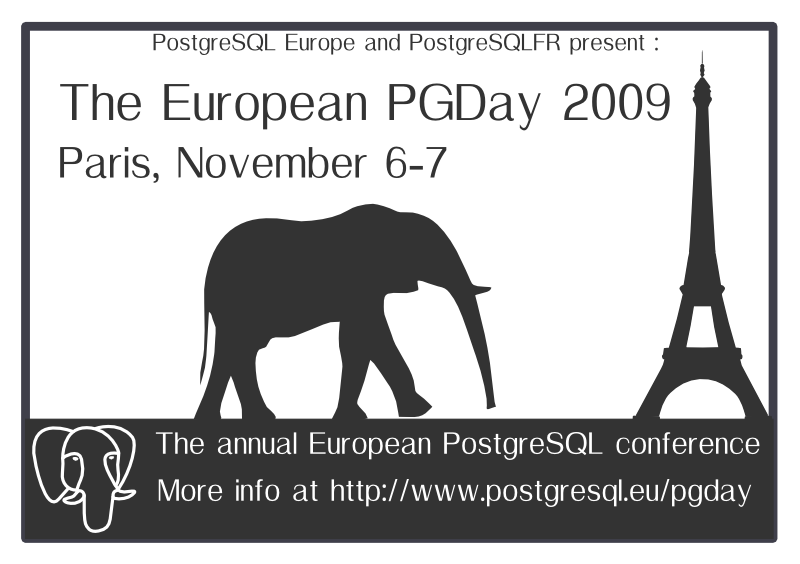 PostgreSQL Europe and PostgreSQLFR present :
The European PGDay 2009
Paris, November 6-7
The annual European PostgreSQL conference
More info at http://www.postgresql.eu/pgday